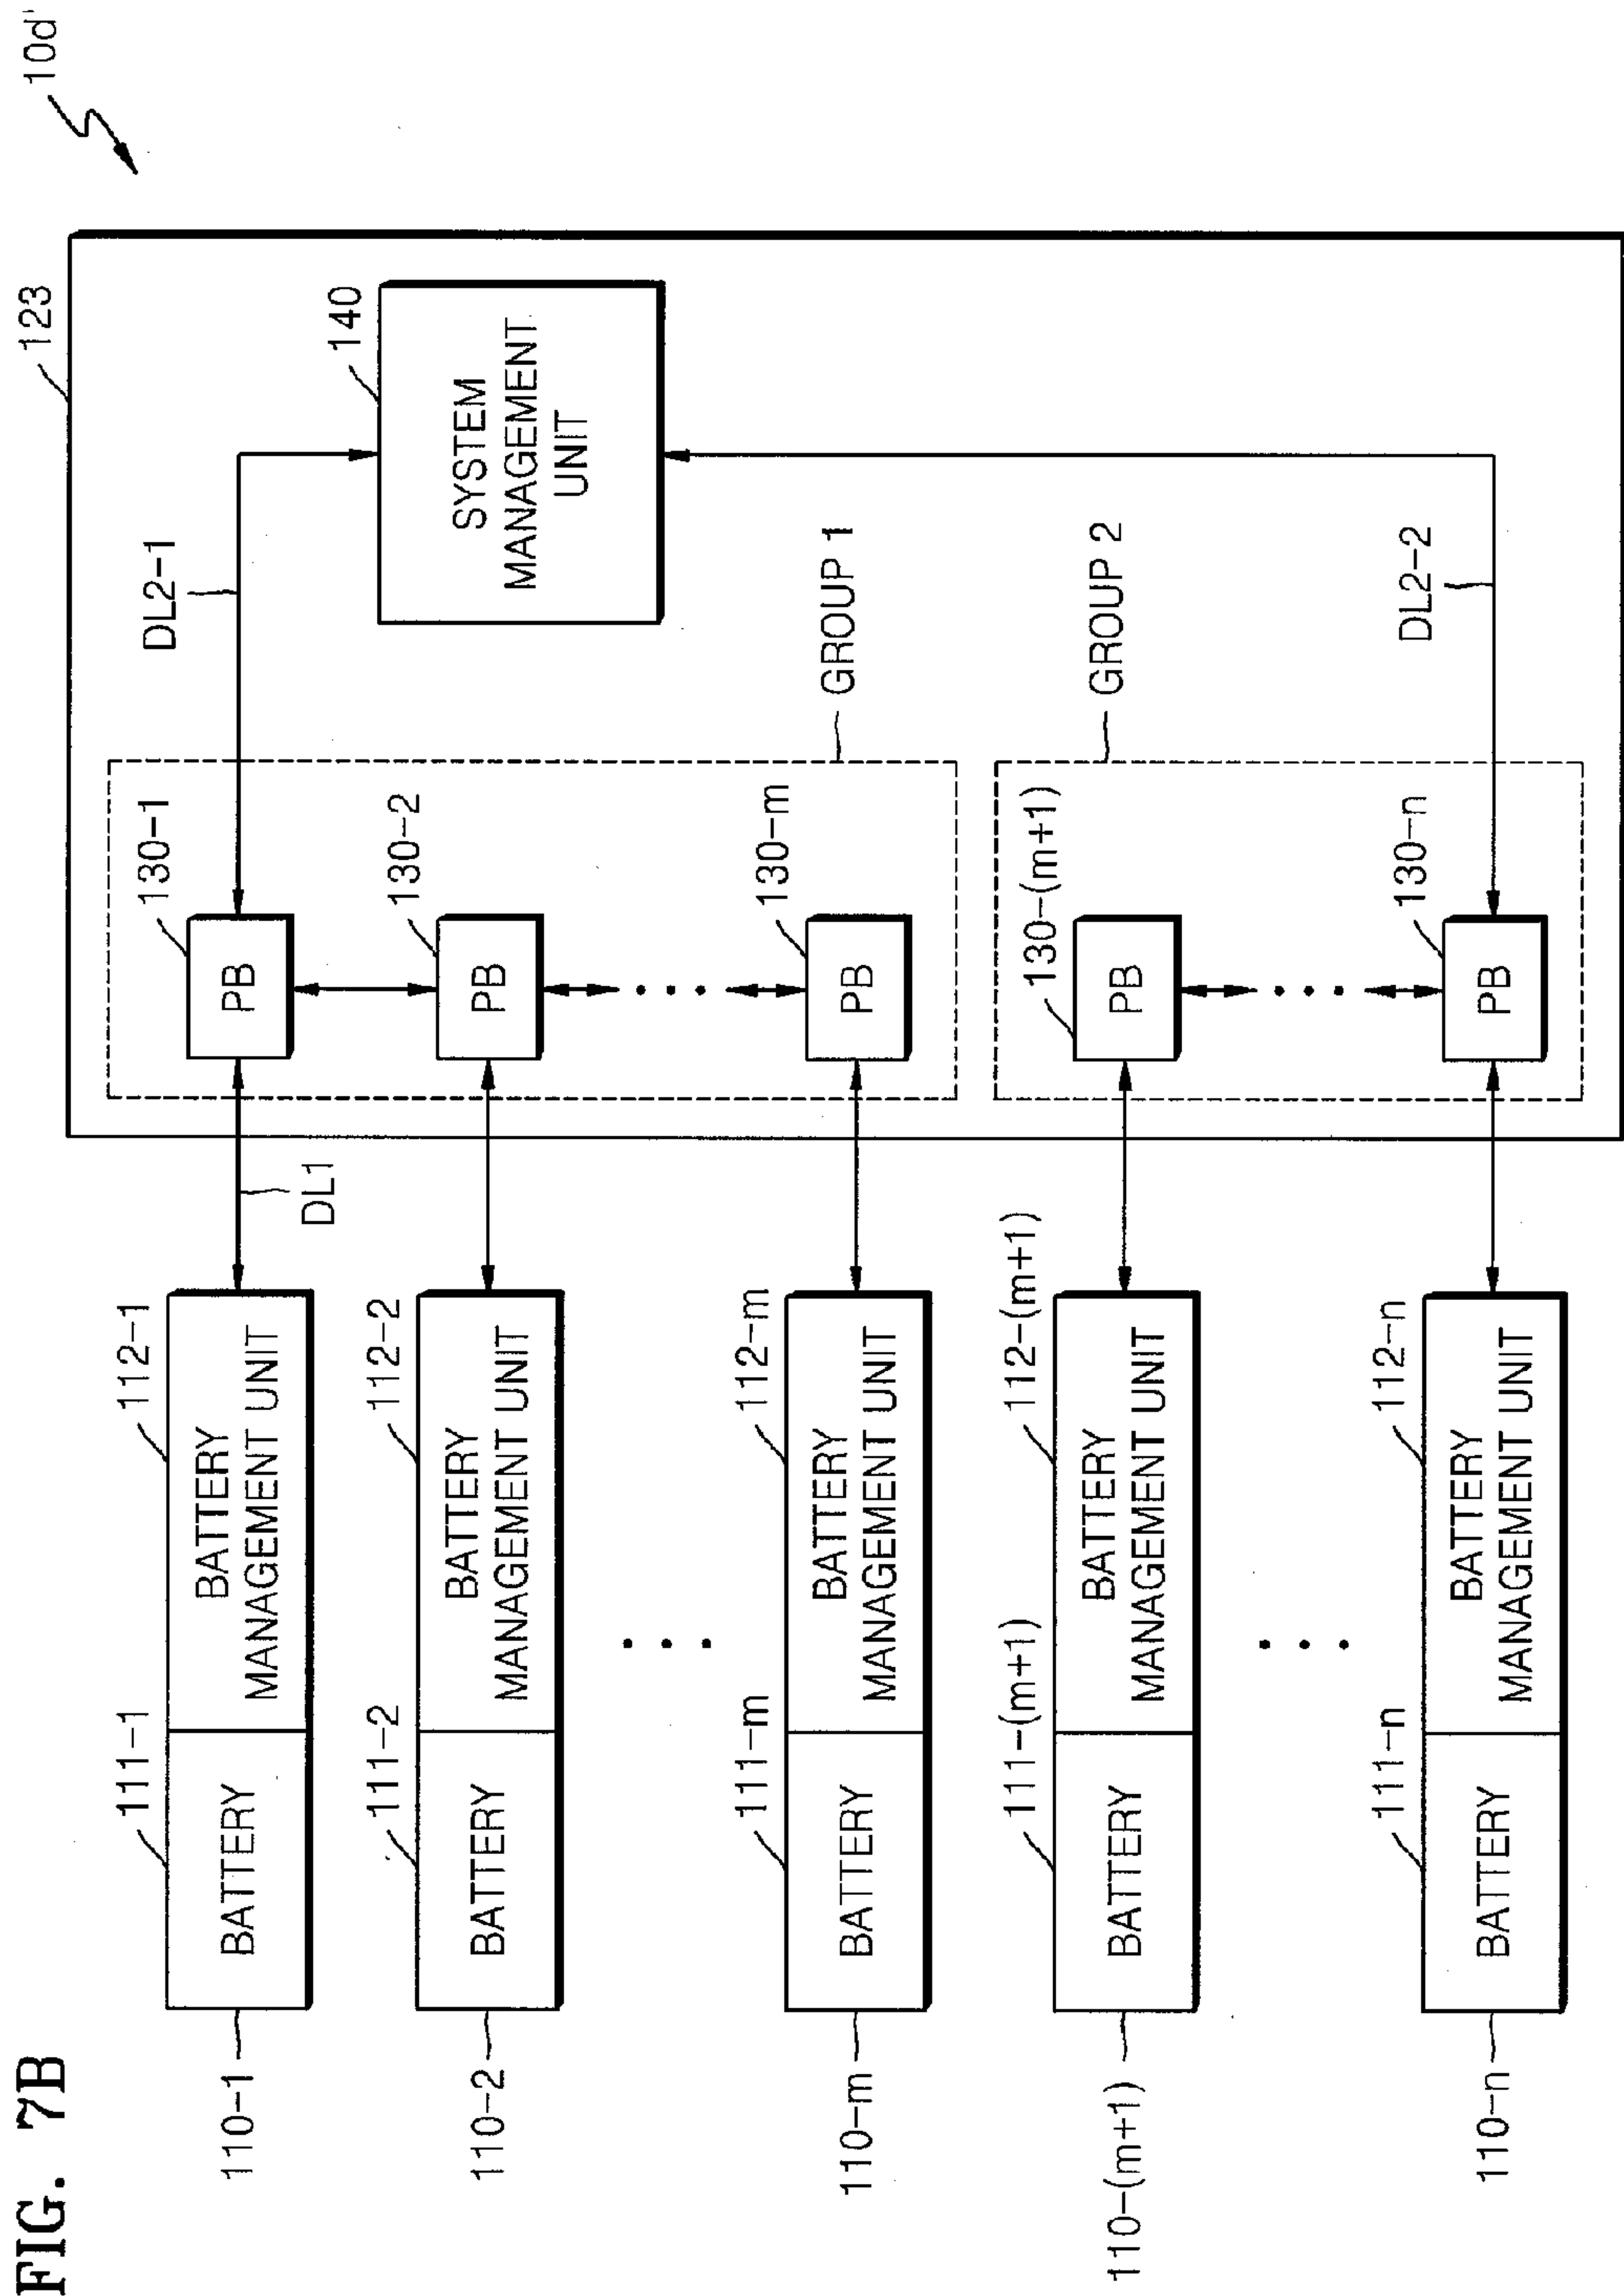 FIG. 7B
10d'
123
140
SYSTEM
MANAGEMENT
UNIT
DL2-1
GROUP 1
GROUP 2
DL2-2
130-1
PB
130-2
PB
130-m
PB
130-(m+1)
PB
130-n
PB
DL1
110-1
111-1
BATTERY
112-1
BATTERY
MANAGEMENT UNIT
110-2
111-2
BATTERY
112-2
BATTERY
MANAGEMENT UNIT
110-m
111-m
BATTERY
112-m
BATTERY
MANAGEMENT UNIT
110-(m+1)
111-(m+1)
BATTERY
112-(m+1)
BATTERY
MANAGEMENT UNIT
110-n
111-n
BATTERY
112-n
BATTERY
MANAGEMENT UNIT